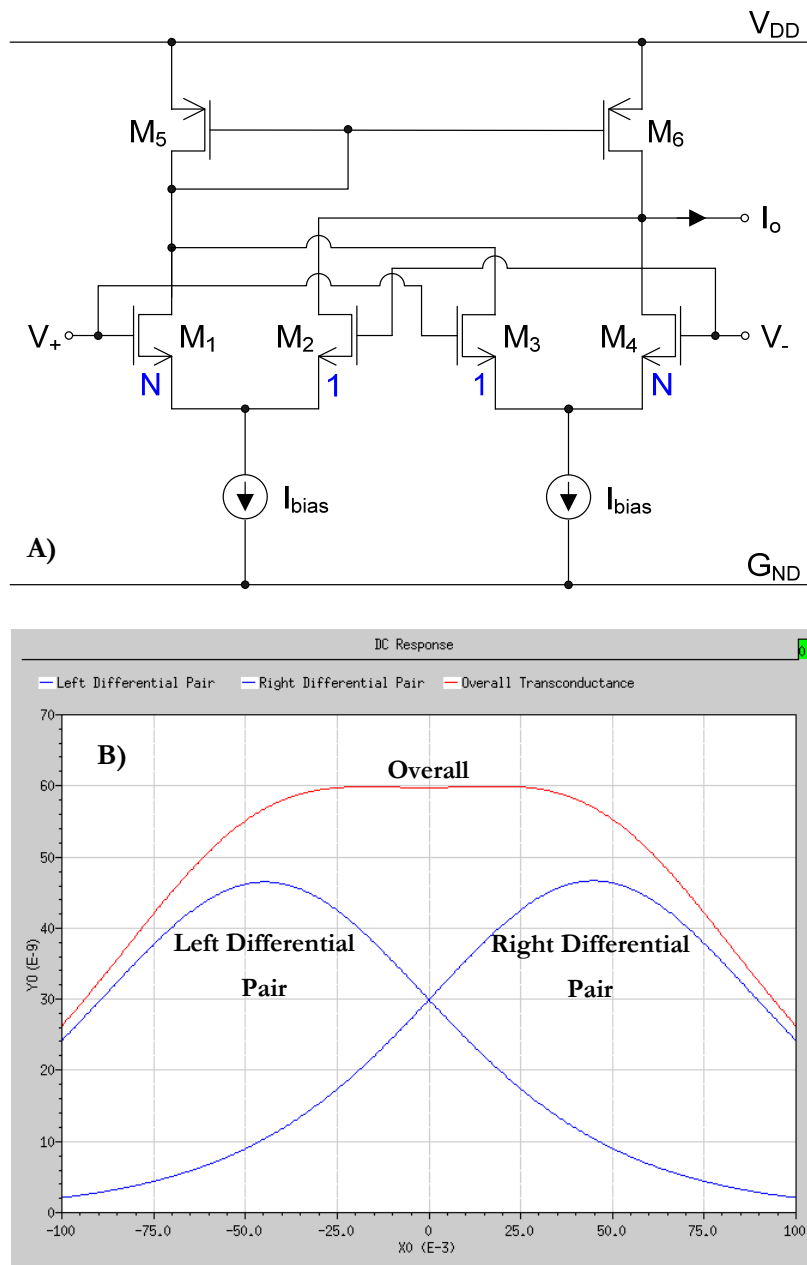 VDD
M5
M6
Io
V+
M1
M2
M3
M4
V-
N
1
1
N
Ibias
Ibias
A)
GND
DC Response
0
Left Differential Pair
Right Differential Pair
Overall Transconductance
70
B)
Overall
60
50
40
Left Differential
Pair
Right Differential
Pair
Y0 (E-9)
30
20
10
0
-100
-75.0
-50.0
-25.0
0
25.0
50.0
75.0
100
X0 (E-3)